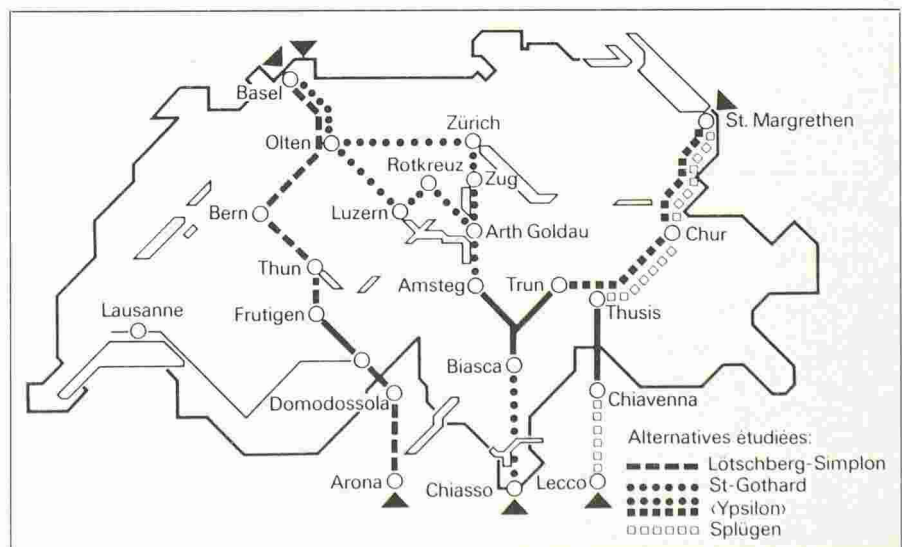 Basel
Olten
Zürich
Rotkreuz
Zug
St. Margrethen
Bern
Luzern
Arth Goldau
Chur
Thun
Amsteg
Trun
Lausanne
Frutigen
Thusis
Biasca
Domodossola
Chiavenna
Arona
Chiasso
Lecco
Alternatives étudiées:
Lötschberg-Simplon
St-Gothard
‹Ypsilon›
Splügen